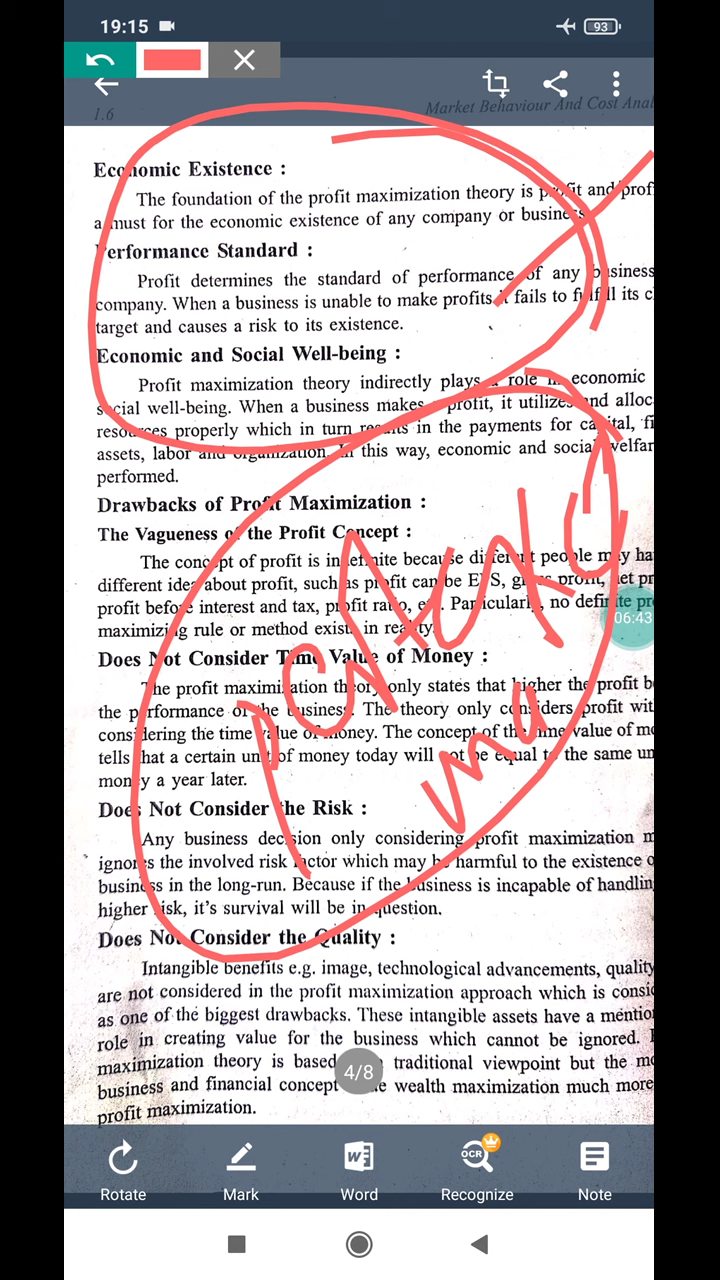 19:15
93
1.6
Market Behaviour And Cost Anal
Economic Existence :
The foundation of the profit maximization theory is profit and profi
a must for the economic existence of any company or business
Performance Standard :
Profit determines the standard of performance of any business
company. When a business is unable to make profits it fails to fulfill its c
target and causes a risk to its existence.
Economic and Social Well-being :
Profit maximization theory indirectly plays a role in economic
social well-being. When a business makes profit, it utilizes and alloc
resources properly which in turn results in the payments for capital, fi
assets, labor and organization. In this way, economic and social welfar
performed.
Drawbacks of Profit Maximization :
The Vagueness of the Profit Concept :
The concept of profit is indefinite because different people may ha
different idea about profit, such as profit can be EPS, gross profit, net pr
profit before interest and tax, profit ratio, etc. Particularly, no definite pr
maximizing rule or method exists in reality.
06:43
Does Not Consider Time Value of Money :
The profit maximization theory only states that higher the profit b
the performance of the business. The theory only considers profit wit
considering the time value of money. The concept of the time value of mo
tells that a certain unit of money today will not be equal to the same un
money a year later.
Does Not Consider the Risk :
Any business decision only considering profit maximization m
ignores the involved risk factor which may be harmful to the existence o
business in the long-run. Because if the business is incapable of handlin
higher risk, it's survival will be in question.
Does Not Consider the Quality :
Intangible benefits e.g. image, technological advancements, quality
are not considered in the profit maximization approach which is consid
as one of the biggest drawbacks. These intangible assets have a mentio
role in creating value for the business which cannot be ignored.
maximization theory is based traditional viewpoint but the mo
business and financial concept wealth maximization much more
profit maximization.
4/8
W
OCR
Rotate Mark Word Recognize Note